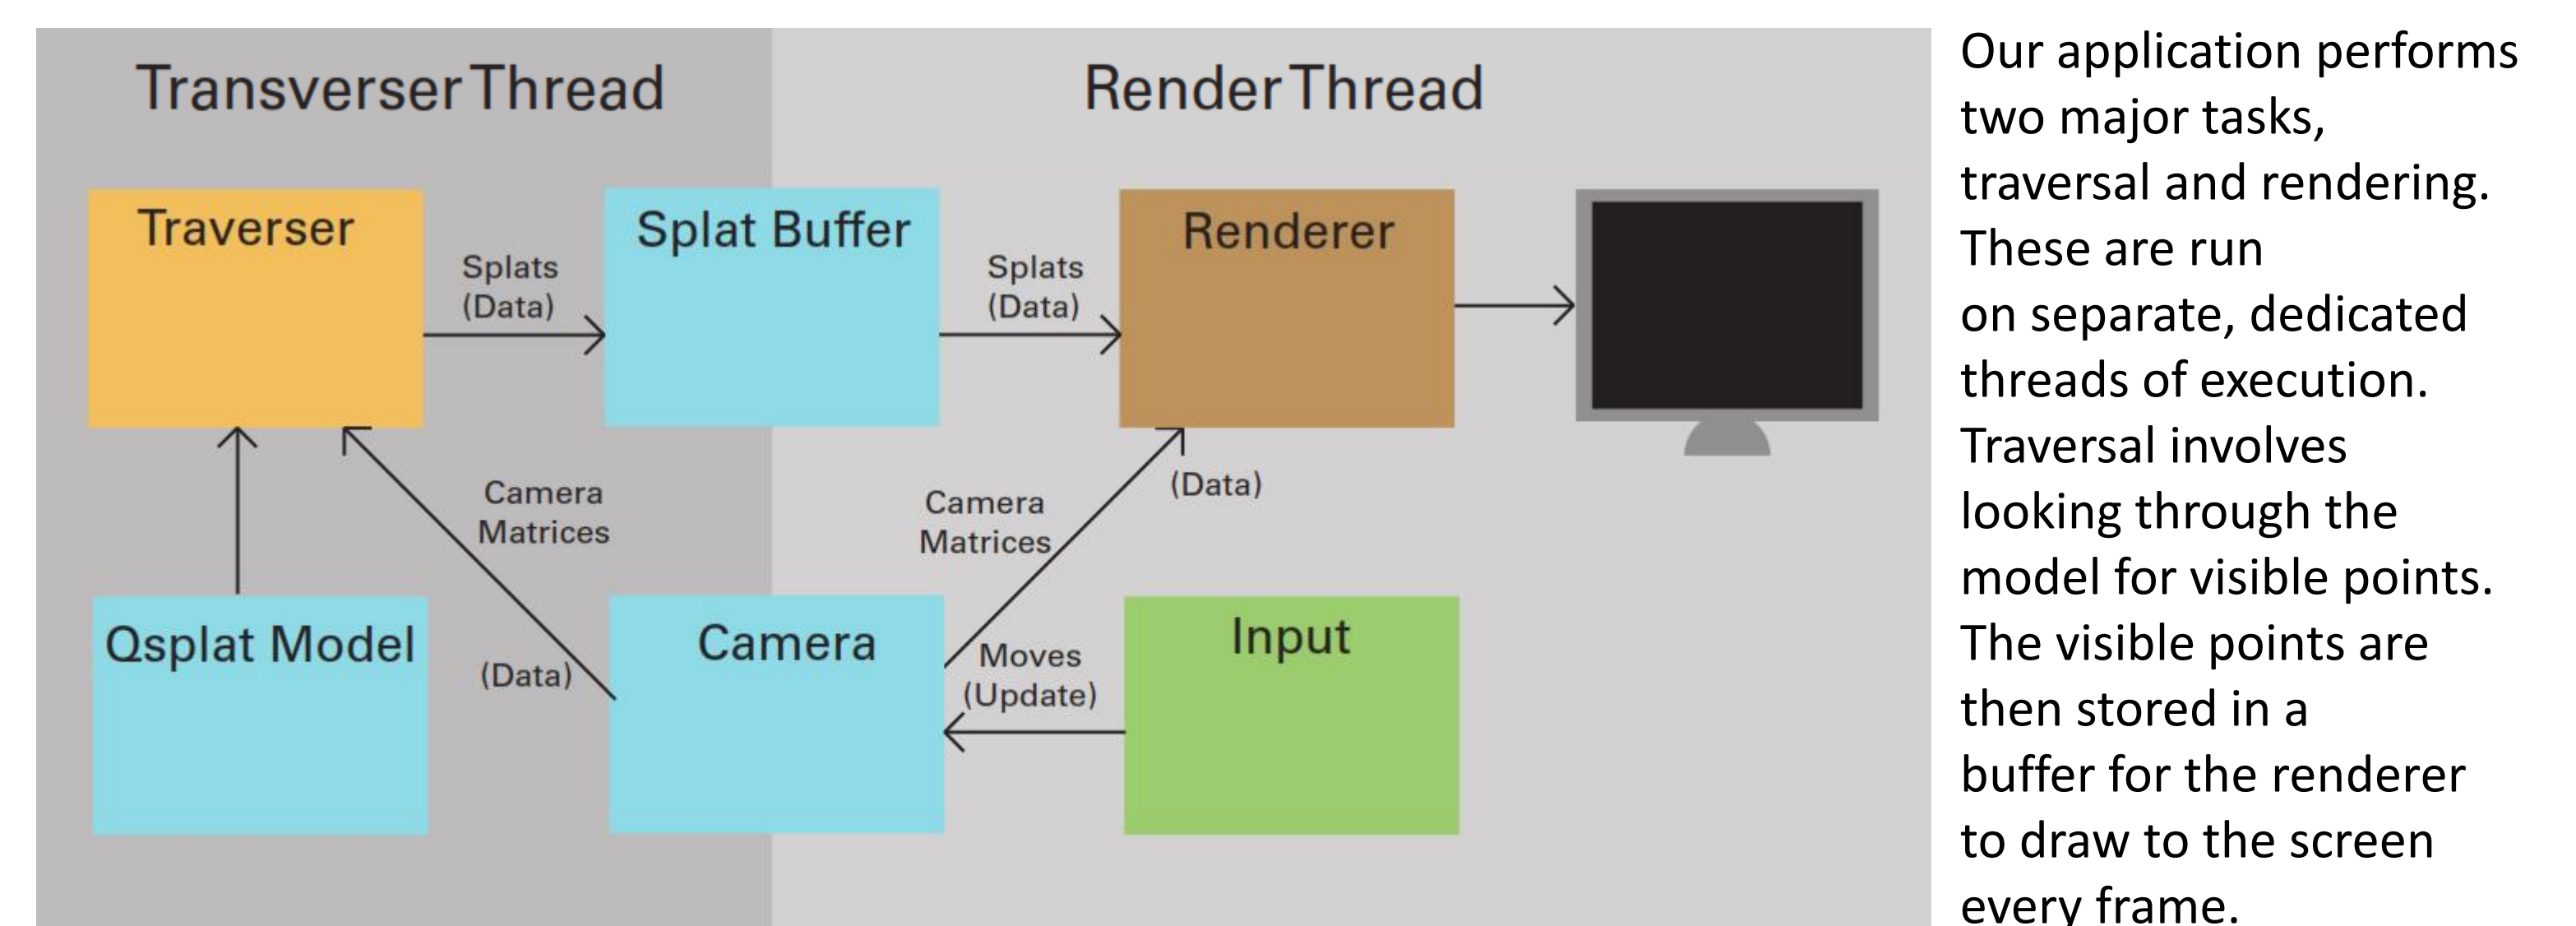 Transverser Thread
Render Thread
Traverser
Splats
(Data)
Splat Buffer
Splats
(Data)
Renderer
Camera
Matrices
(Data)
Camera
Matrices
(Data)
Qsplat Model
Camera
Moves
(Update)
Input
Our application performs
two major tasks,
traversal and rendering.
These are run
on separate, dedicated
threads of execution.
Traversal involves
looking through the
model for visible points.
The visible points are
then stored in a
buffer for the renderer
to draw to the screen
every frame.